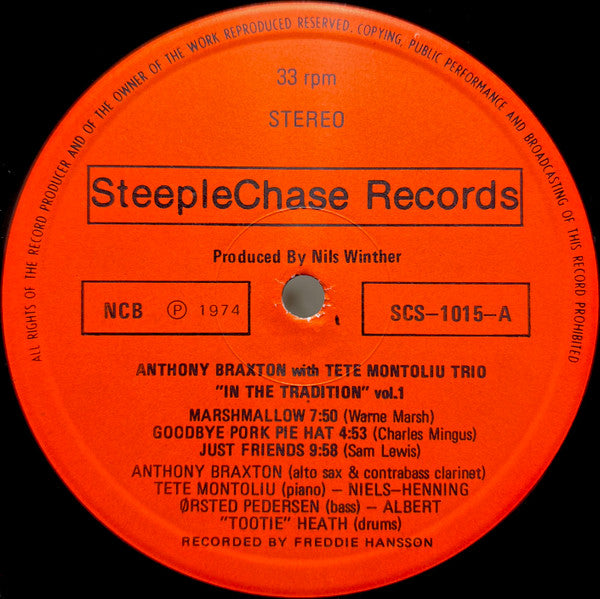 ALL RIGHTS OF THE RECORD PRODUCER AND OF THE OWNER OF THE WORK REPRODUCED RESERVED. COPYING, PUBLIC PERFORMANCE AND BROADCASTING OF THIS RECORD PROHIBITED
33 rpm
STEREO
SteepleChase Records
Produced By Nils Winther
NCB Ⓟ 1974
SCS-1015-A
ANTHONY BRAXTON with TETE MONTOLIU TRIO
"IN THE TRADITION" vol.1
MARSHMALLOW 7:50 (Warne Marsh)
GOODBYE PORK PIE HAT 4:53 (Charles Mingus)
JUST FRIENDS 9:58 (Sam Lewis)
ANTHONY BRAXTON (alto sax & contrabass clarinet)
TETE MONTOLIU (piano) – NIELS-HENNING
ØRSTED PEDERSEN (bass) – ALBERT
"TOOTIE" HEATH (drums)
RECORDED BY FREDDIE HANSSON